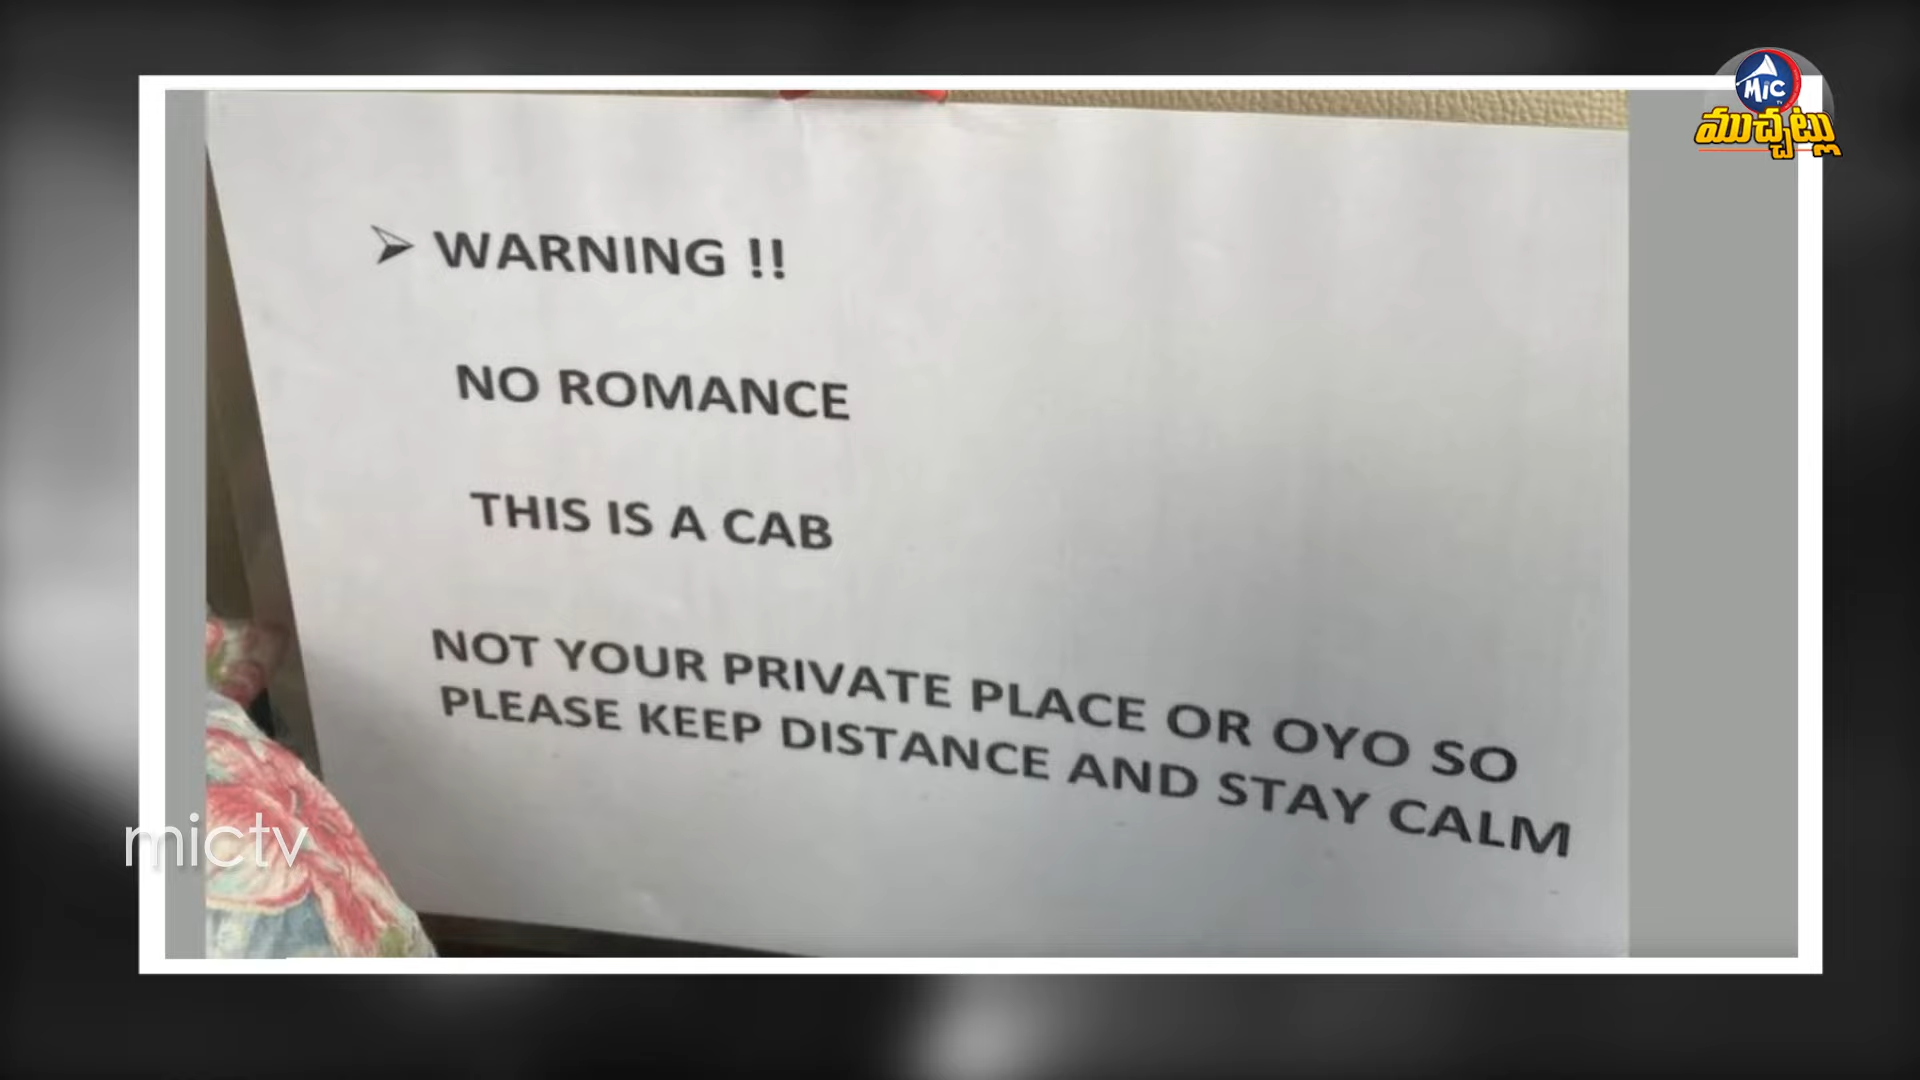 MiC
ముచ్చట్లు
➢ WARNING !!
NO ROMANCE
THIS IS A CAB
NOT YOUR PRIVATE PLACE OR OYO SO
PLEASE KEEP DISTANCE AND STAY CALM
mictv